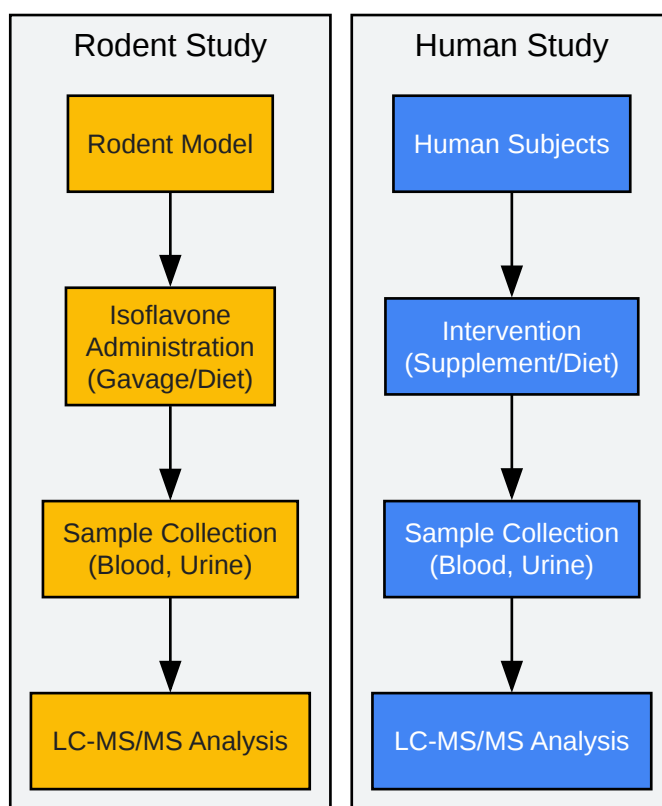 Rodent Study
Rodent Model
Isoflavone
Administration
(Gavage/Diet)
Sample Collection
(Blood, Urine)
LC-MS/MS Analysis
Human Study
Human Subjects
Intervention
(Supplement/Diet)
Sample Collection
(Blood, Urine)
LC-MS/MS Analysis